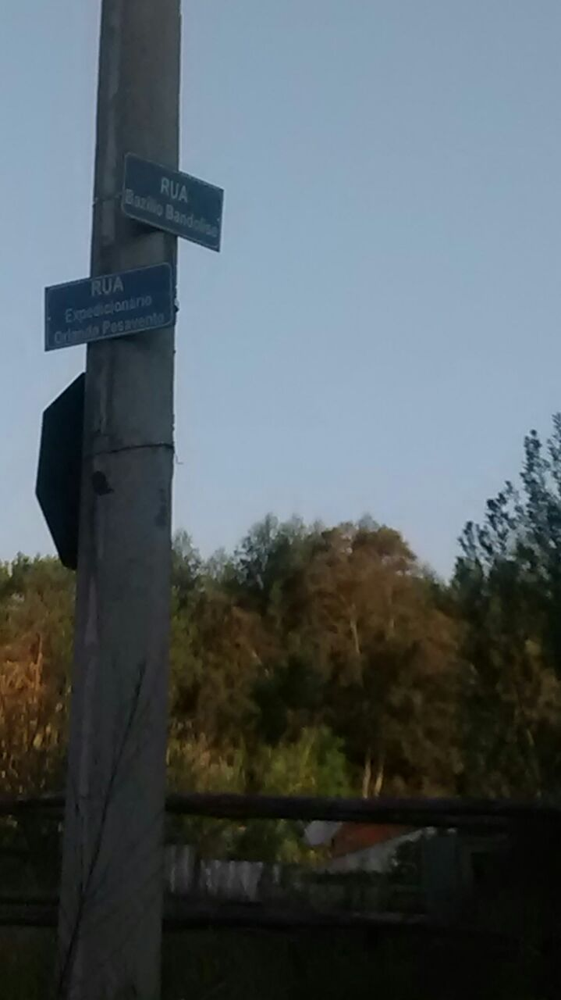 RUA
Bazilio Bandolise
RUA
Expedicionário
Orlando Pesavento